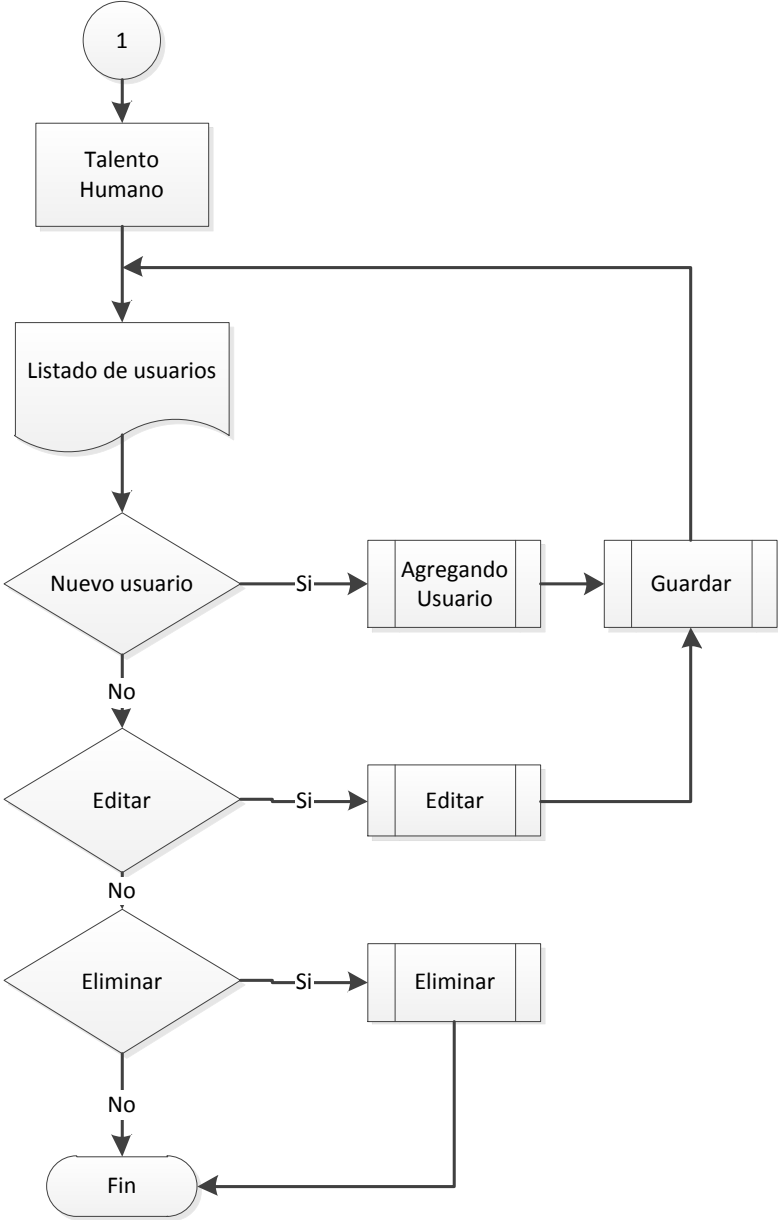 1
Talento
Humano
Listado de usuarios
Nuevo usuario
Si
Agregando
Usuario
Guardar
No
Editar
Si
Editar
No
Eliminar
Si
Eliminar
No
Fin